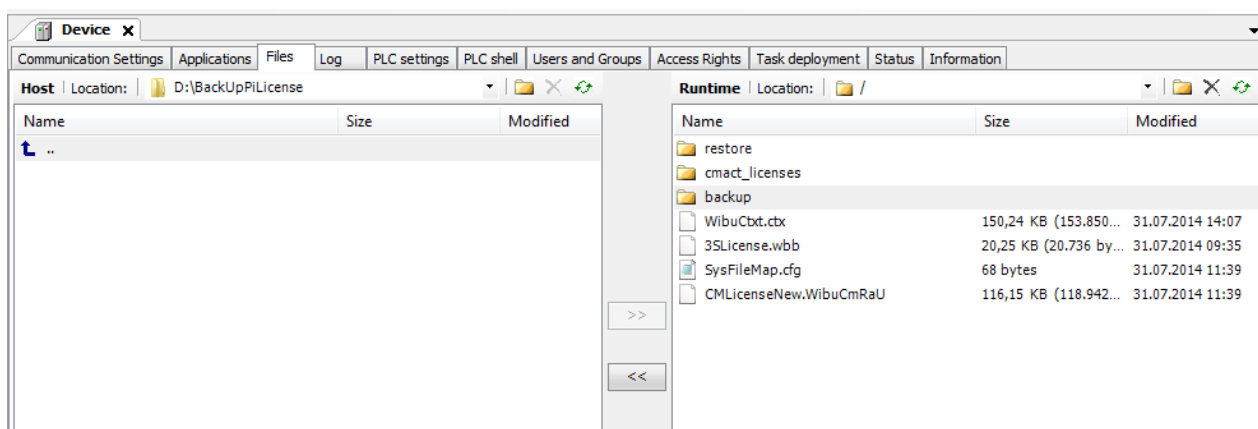 Device
Communication Settings Applications Files Log PLC settings PLC shell Users and Groups Access Rights Task deployment Status Information
Host Location: D:\BackUpPiLicense Runtime Location: /
Name Size Modified Name Size Modified
.. restore
cmact_licenses
backup
WibuCtxt.ctx 150,24 KB (153.850... 31.07.2014 14:07
3SLicense.wbb 20,25 KB (20.736 by... 31.07.2014 09:35
SysFileMap.cfg 68 bytes 31.07.2014 11:39
CMLicenseNew.WibuCmRaU 116,15 KB (118.942... 31.07.2014 11:39
>>
<<